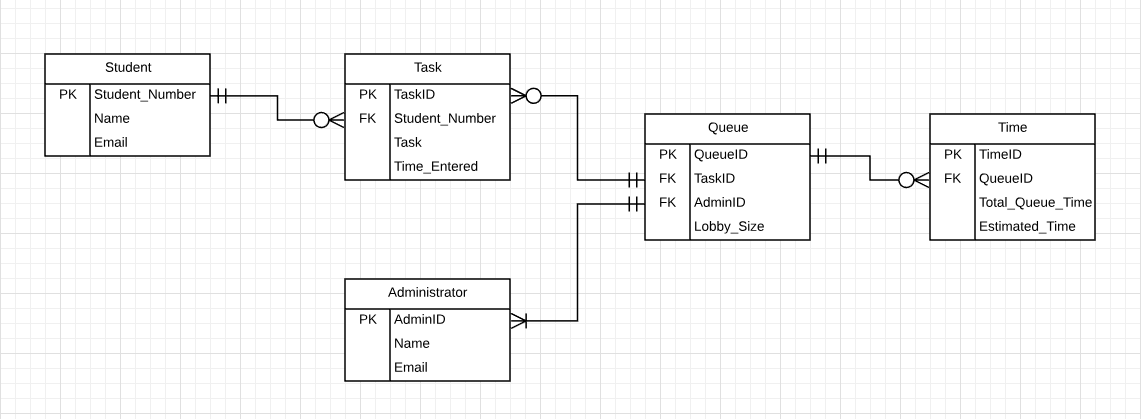 Student
PK Student_Number
Name
Email
Task
PK TaskID
FK Student_Number
Task
Time_Entered
Queue
PK QueueID
FK TaskID
FK AdminID
Lobby_Size
Time
PK TimeID
FK QueueID
Total_Queue_Time
Estimated_Time
Administrator
PK AdminID
Name
Email